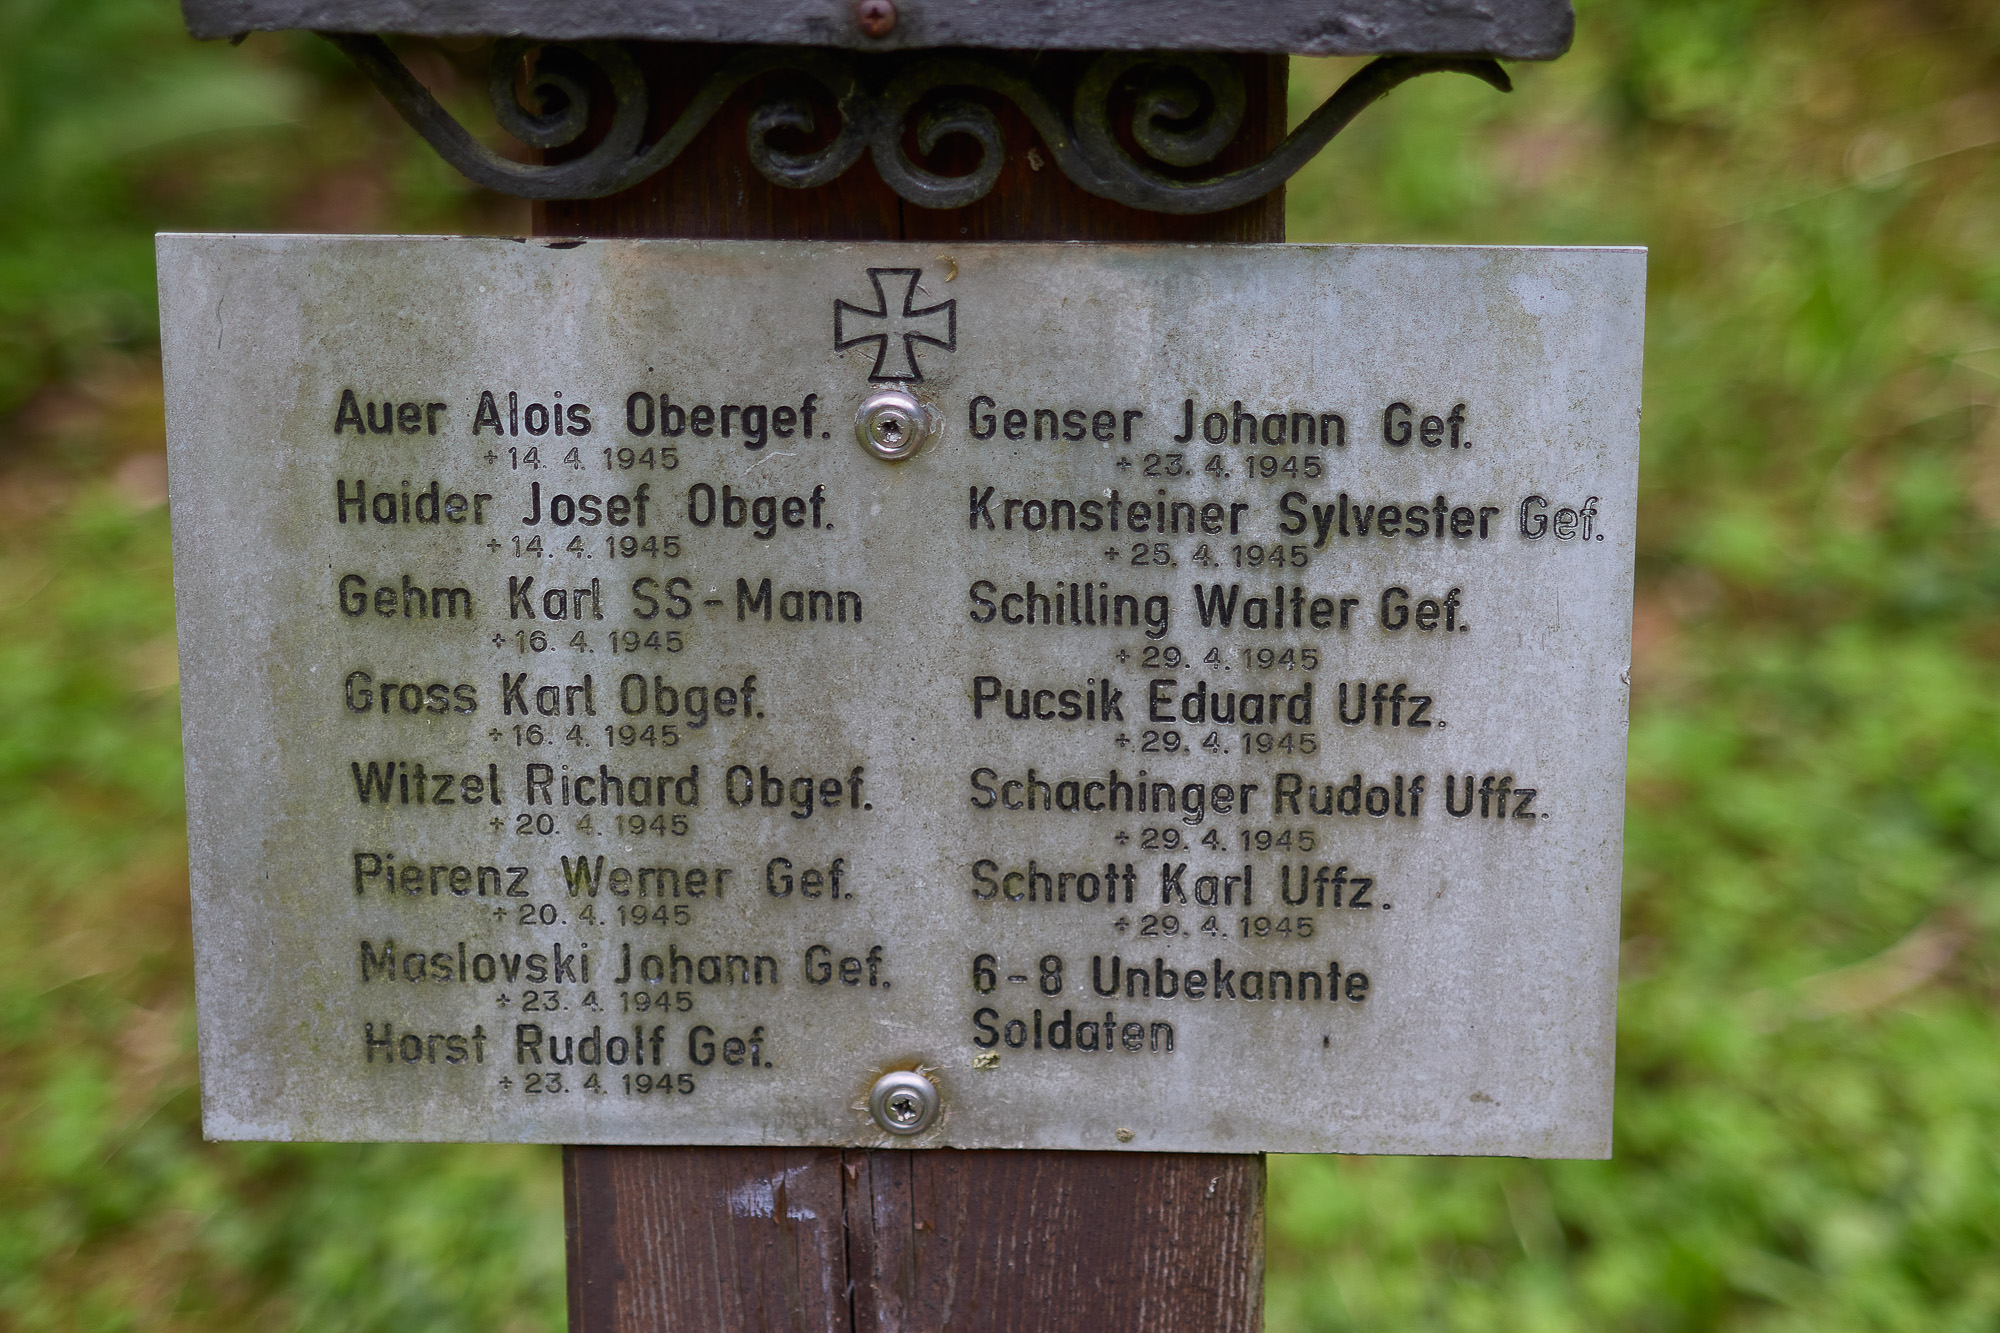 Auer Alois Obergef.
+ 14. 4. 1945
Haider Josef Obgef.
+ 14. 4. 1945
Gehm Karl SS-Mann
+ 16. 4. 1945
Gross Karl Obgef.
+ 16. 4. 1945
Witzel Richard Obgef.
+ 20. 4. 1945
Pierenz Werner Gef.
+ 20. 4. 1945
Maslovski Johann Gef.
+ 23. 4. 1945
Horst Rudolf Gef.
+ 23. 4. 1945
Genser Johann Gef.
+ 23. 4. 1945
Kronsteiner Sylvester Gef.
+ 25. 4. 1945
Schilling Walter Gef.
+ 29. 4. 1945
Pucsik Eduard Uffz.
+ 29. 4. 1945
Schachinger Rudolf Uffz.
+ 29. 4. 1945
Schrott Karl Uffz.
+ 29. 4. 1945
6-8 Unbekannte
Soldaten